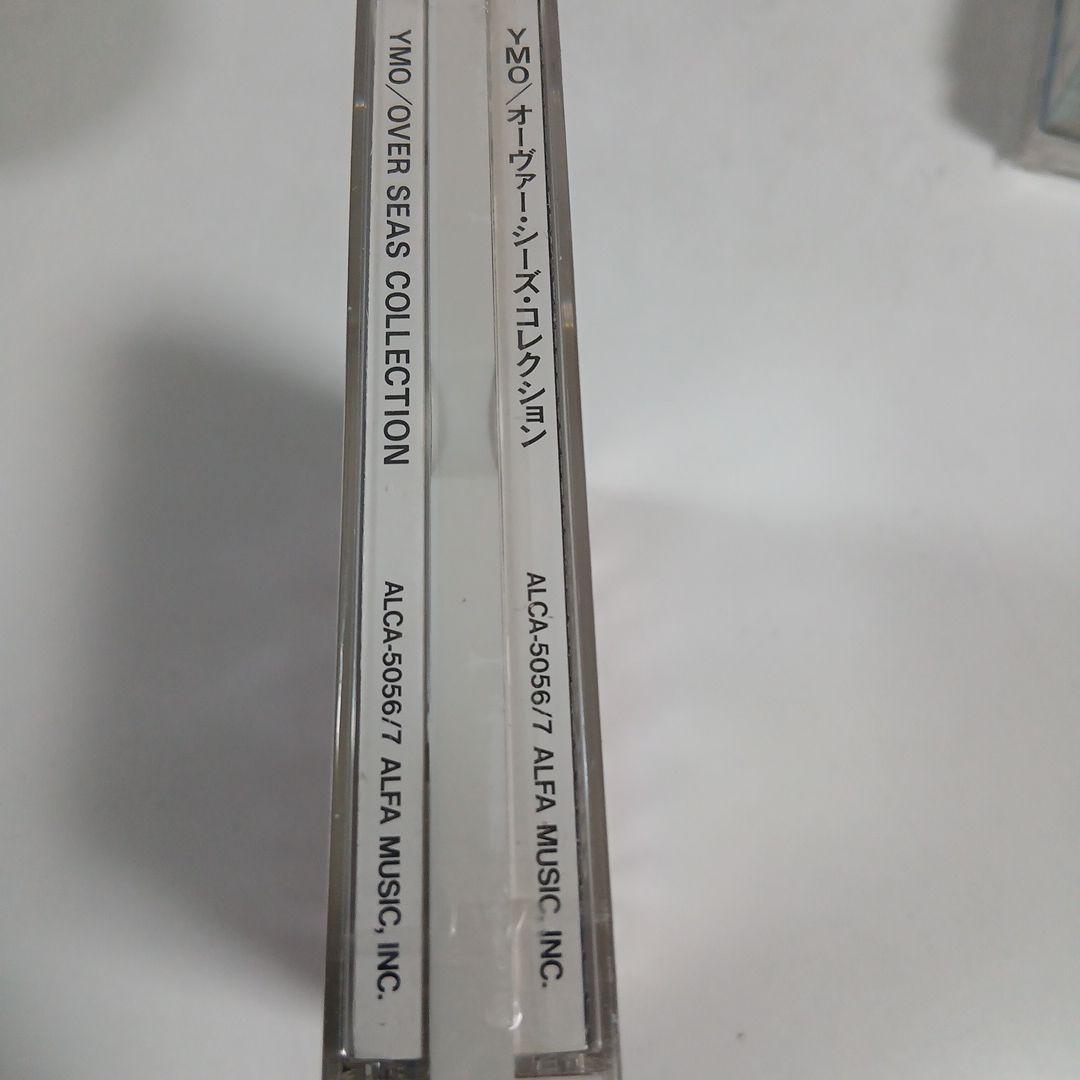 YMO/OVER SEAS COLLECTION ALCA-5056/7 ALFA MUSIC, INC.
YMO/オーヴァー・シーズ・コレクション ALCA-5056/7 ALFA MUSIC, INC.